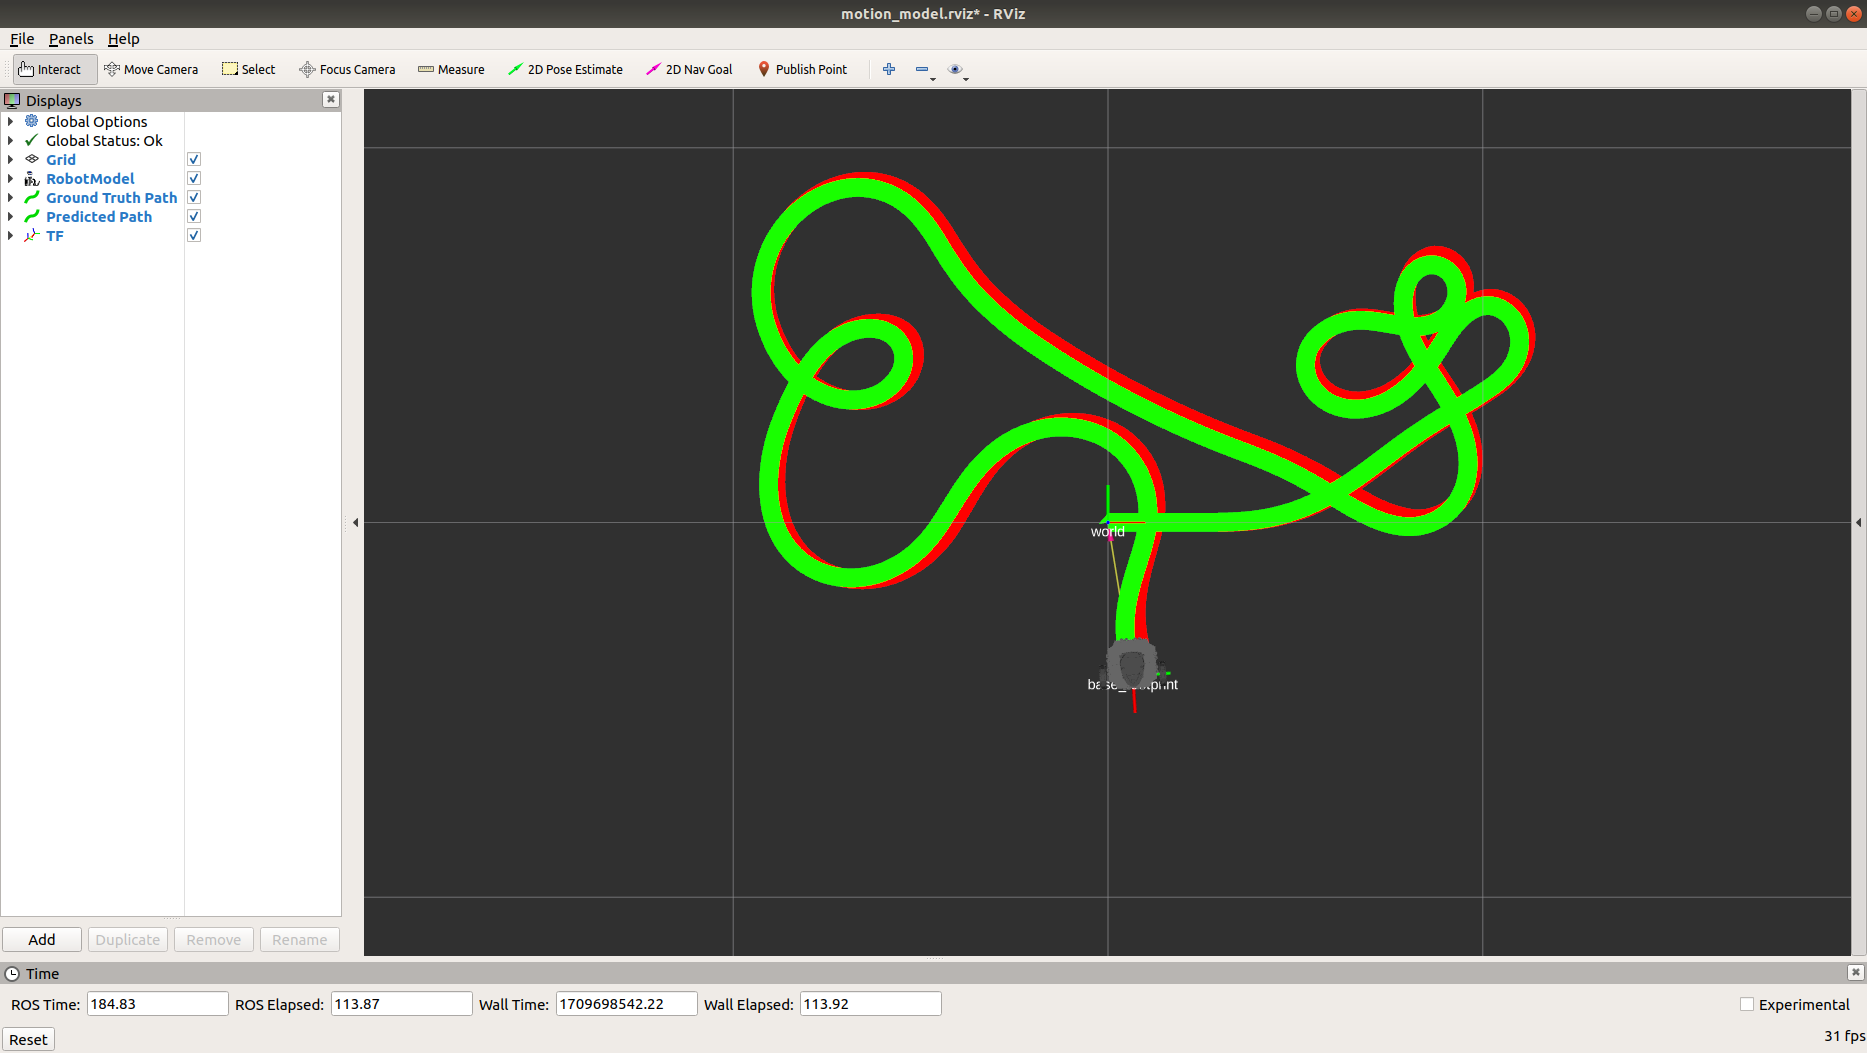 motion_model.rviz* - RViz
File Panels Help
Interact Move Camera Select Focus Camera Measure 2D Pose Estimate 2D Nav Goal Publish Point
Displays
Global Options
Global Status: Ok
Grid
RobotModel
Ground Truth Path
Predicted Path
TF
world
Add Duplicate Remove Rename
Time
ROS Time: 184.83 ROS Elapsed: 113.87 Wall Time: 1709698542.22 Wall Elapsed: 113.92 Experimental
Reset 31 fps